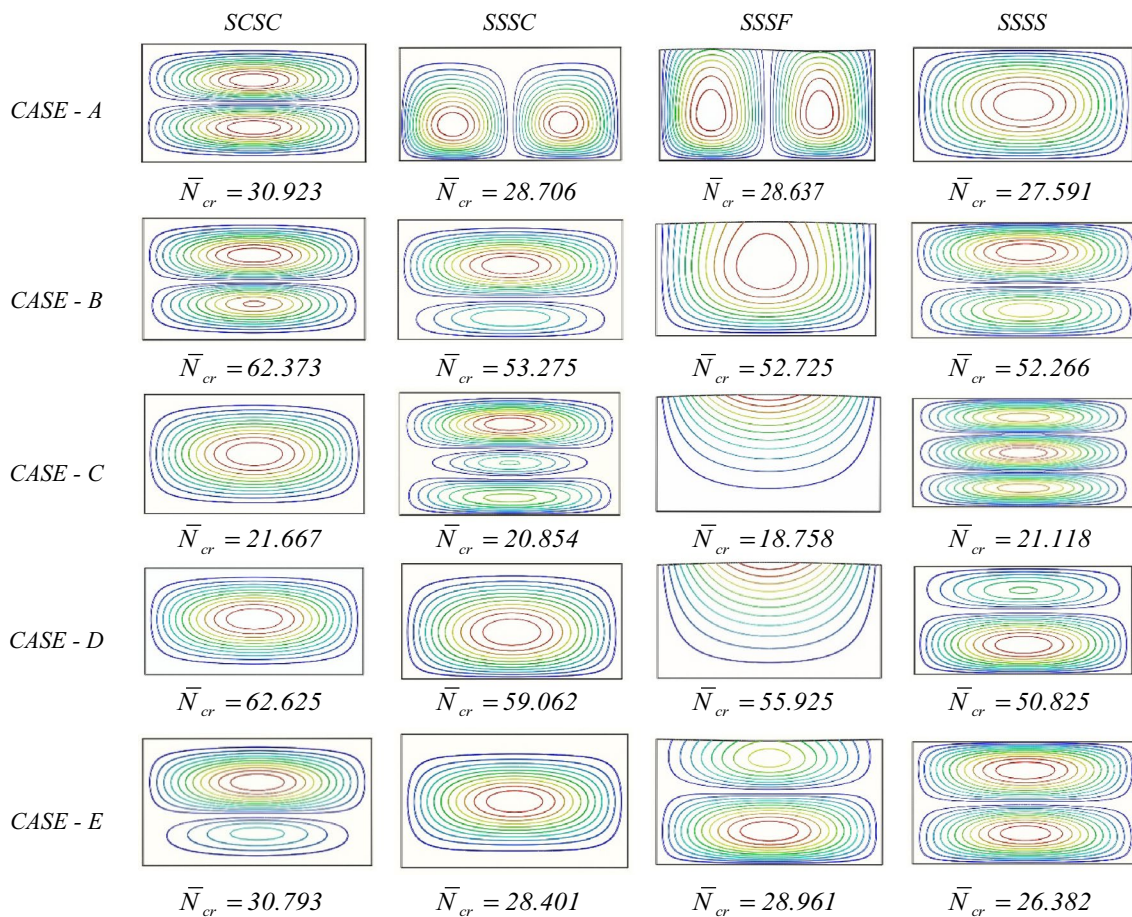 SCSC SSSC SSSF SSSS
CASE - A
N̅cr = 30.923 N̅cr = 28.706 N̅cr = 28.637 N̅cr = 27.591
CASE - B
N̅cr = 62.373 N̅cr = 53.275 N̅cr = 52.725 N̅cr = 52.266
CASE - C
N̅cr = 21.667 N̅cr = 20.854 N̅cr = 18.758 N̅cr = 21.118
CASE - D
N̅cr = 62.625 N̅cr = 59.062 N̅cr = 55.925 N̅cr = 50.825
CASE - E
N̅cr = 30.793 N̅cr = 28.401 N̅cr = 28.961 N̅cr = 26.382